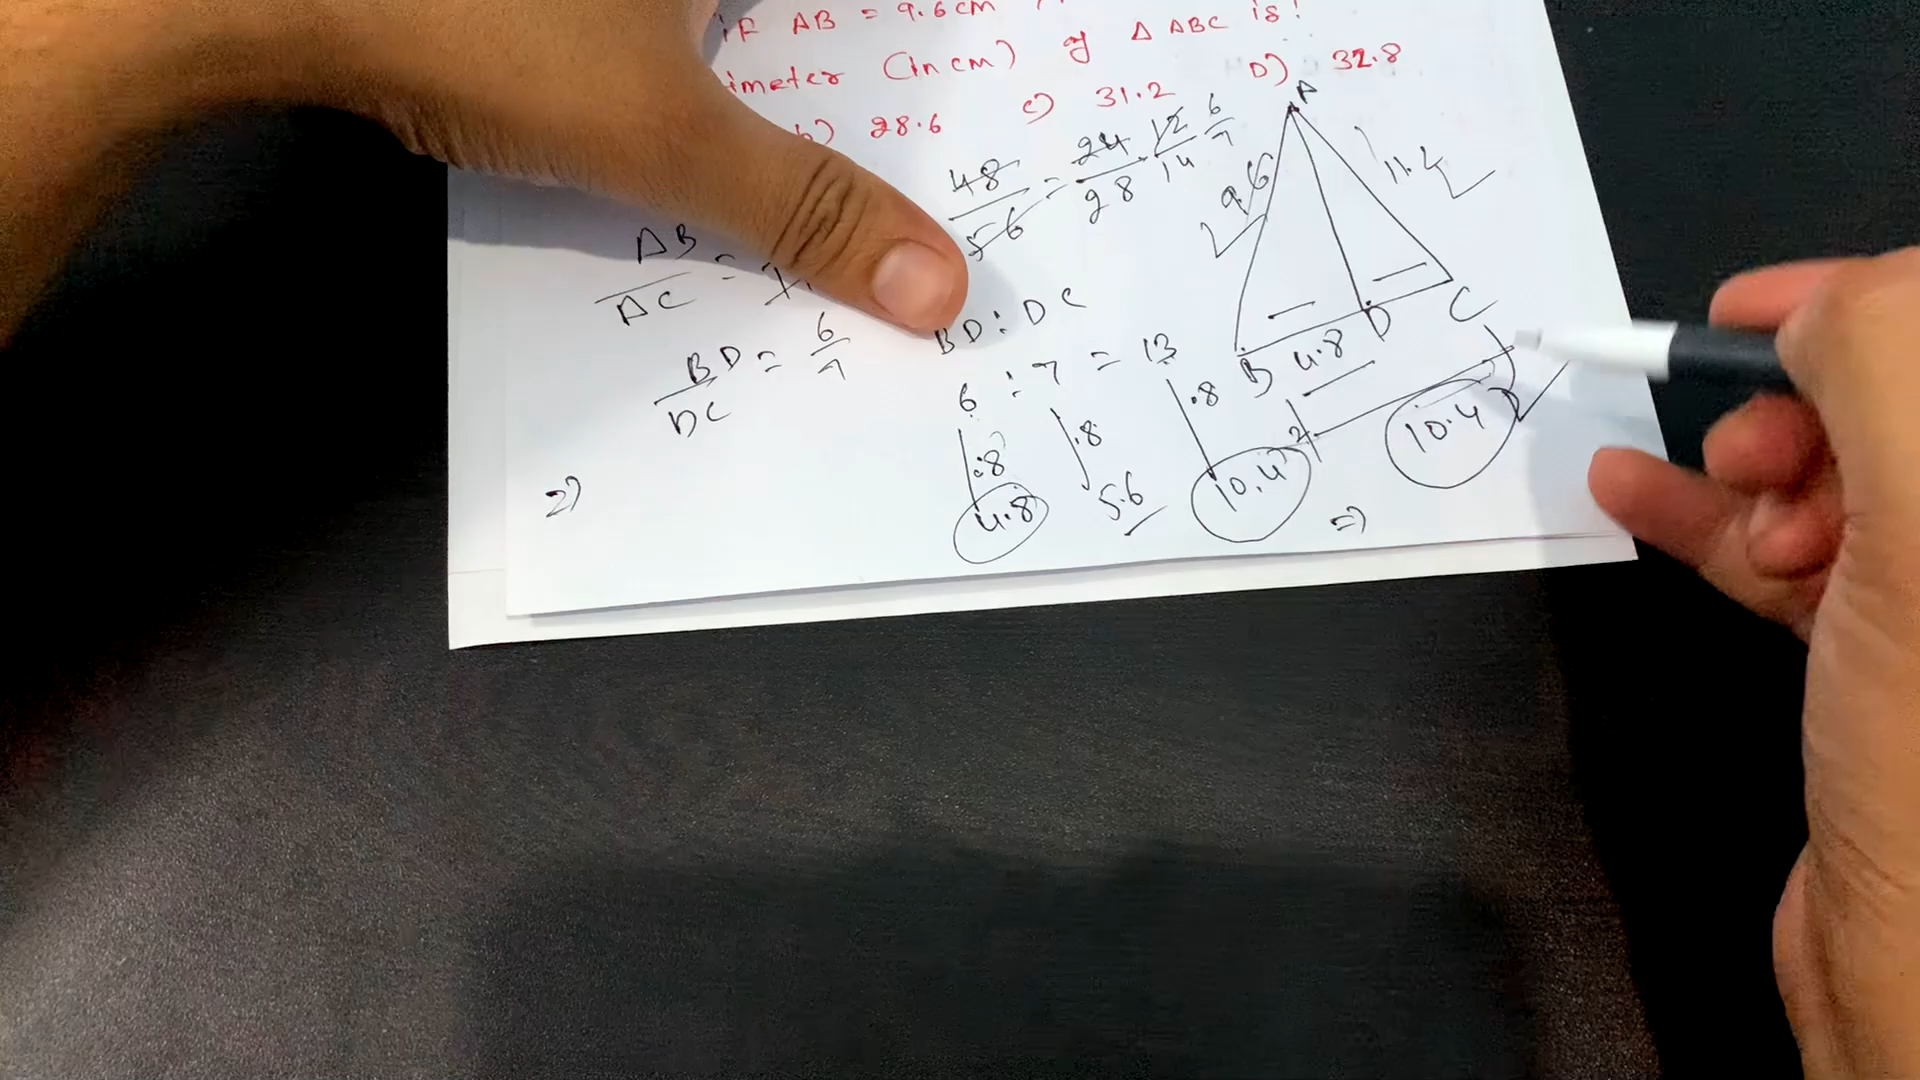 if AB = 9.6 cm
imeter (in cm) of Δ ABC is!
b) 28.6 c) 31.2 D) 32.8
48/56 = 24/28 12/14 6/7
AB/AC =
BD/DC = 6/7
BD : DC
6 : 7 = 13
.8 .8 .8
4.8 5.6 10.4
A
9.6 11.2
B D C
4.8
10.4
=>
=>